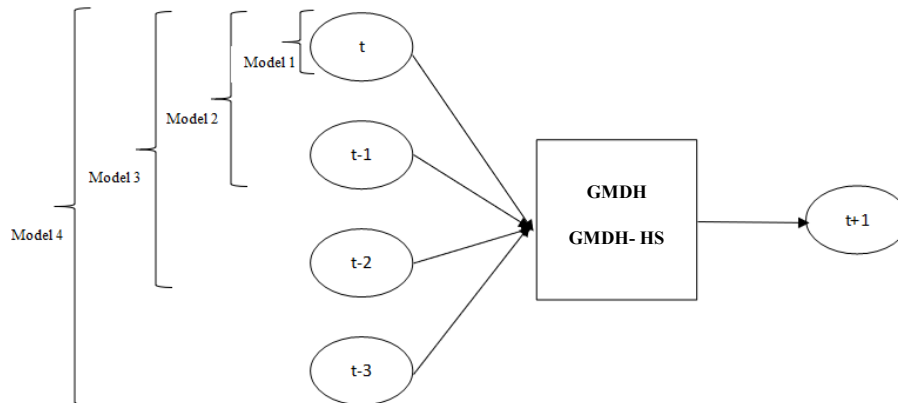 t
Model 1
Model 2
t-1
Model 3
GMDH
t+1
Model 4
GMDH- HS
t-2
t-3